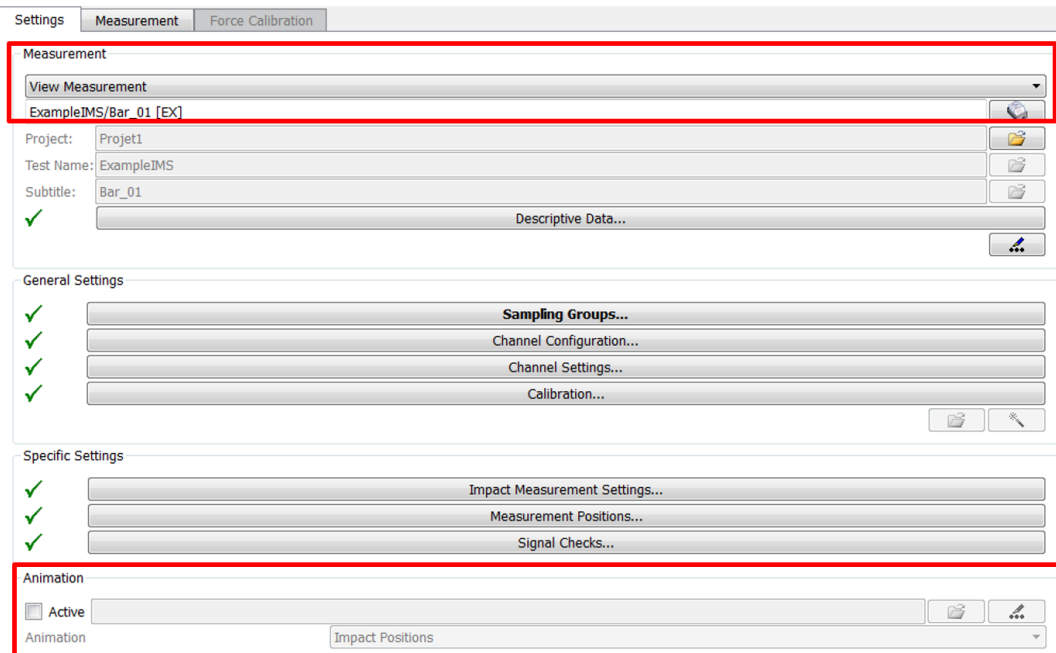 Settings Measurement Force Calibration
Measurement
View Measurement
ExampleIMS/Bar_01 [EX]
Project: Projet1
Test Name: ExampleIMS
Subtitle: Bar_01
Descriptive Data...
General Settings
Sampling Groups...
Channel Configuration...
Channel Settings...
Calibration...
Specific Settings
Impact Measurement Settings...
Measurement Positions...
Signal Checks...
Animation
Active
Animation Impact Positions